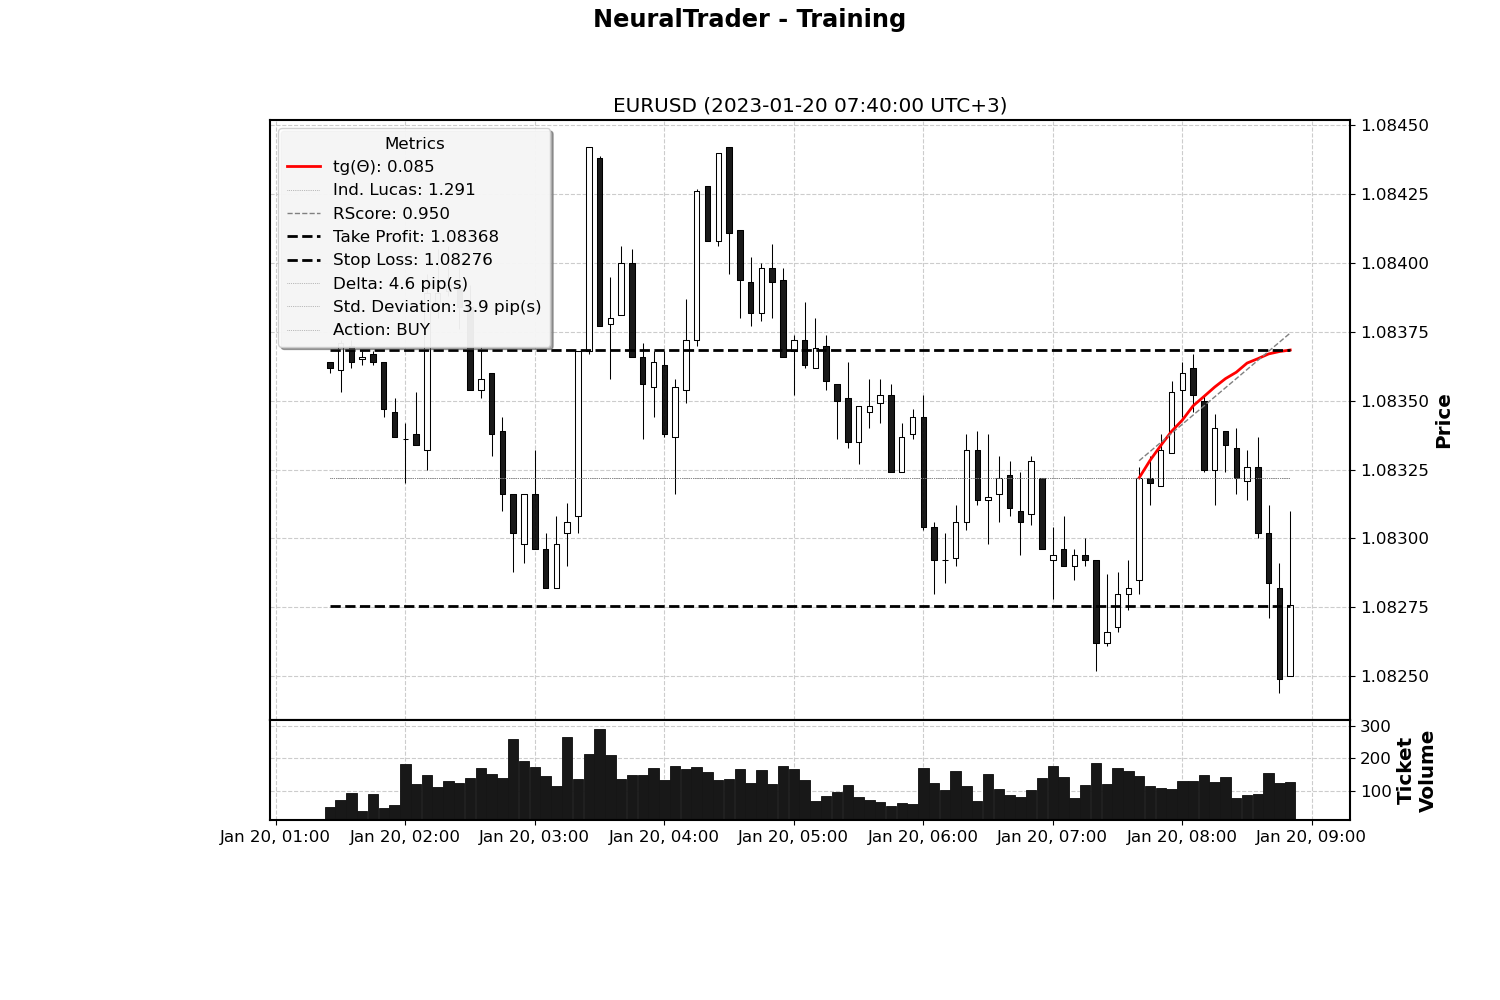 NeuralTrader - Training
EURUSD (2023-01-20 07:40:00 UTC+3)
Metrics
tg(Θ): 0.085
Ind. Lucas: 1.291
RScore: 0.950
Take Profit: 1.08368
Stop Loss: 1.08276
Delta: 4.6 pip(s)
Std. Deviation: 3.9 pip(s)
Action: BUY
1.08450
1.08425
1.08400
1.08375
1.08350
1.08325
1.08300
1.08275
1.08250
Price
300
200
100
Ticket
Volume
Jan 20, 01:00 Jan 20, 02:00 Jan 20, 03:00 Jan 20, 04:00 Jan 20, 05:00 Jan 20, 06:00 Jan 20, 07:00 Jan 20, 08:00 Jan 20, 09:00